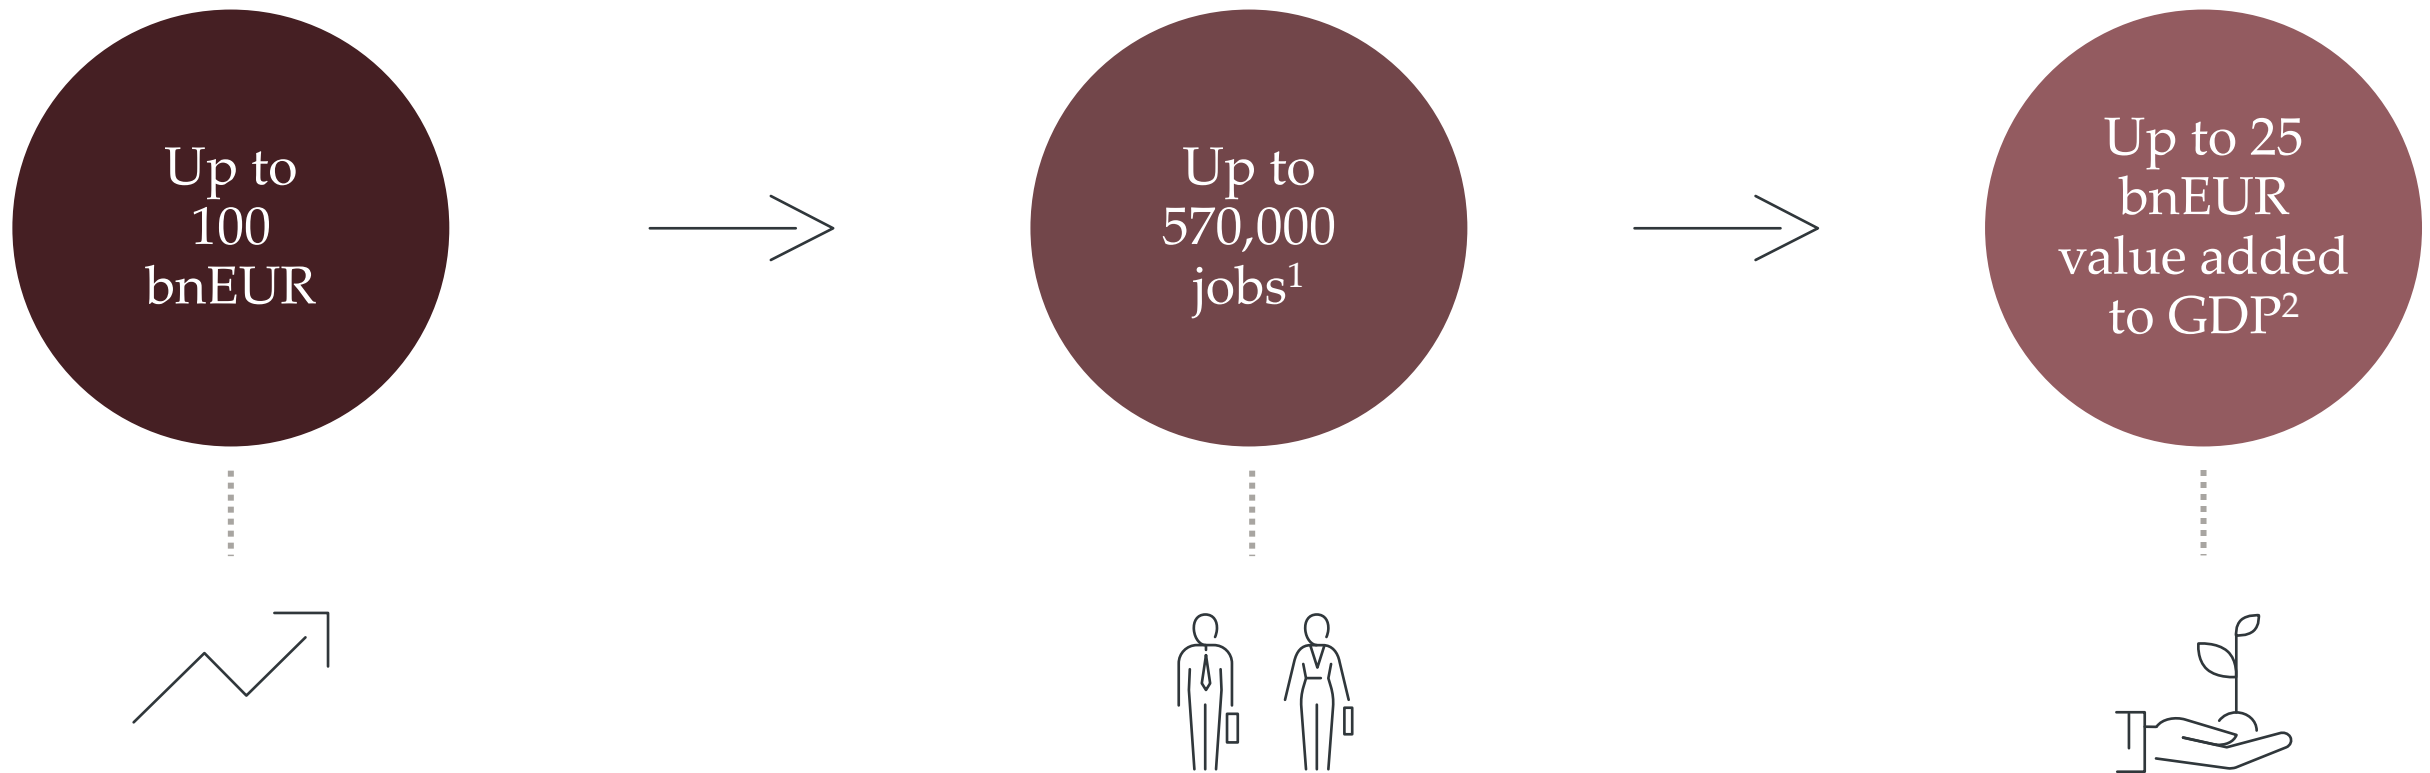 Up to
100
bnEUR
Up to
570,000
jobs¹
Up to 25
bnEUR
value added
to GDP²